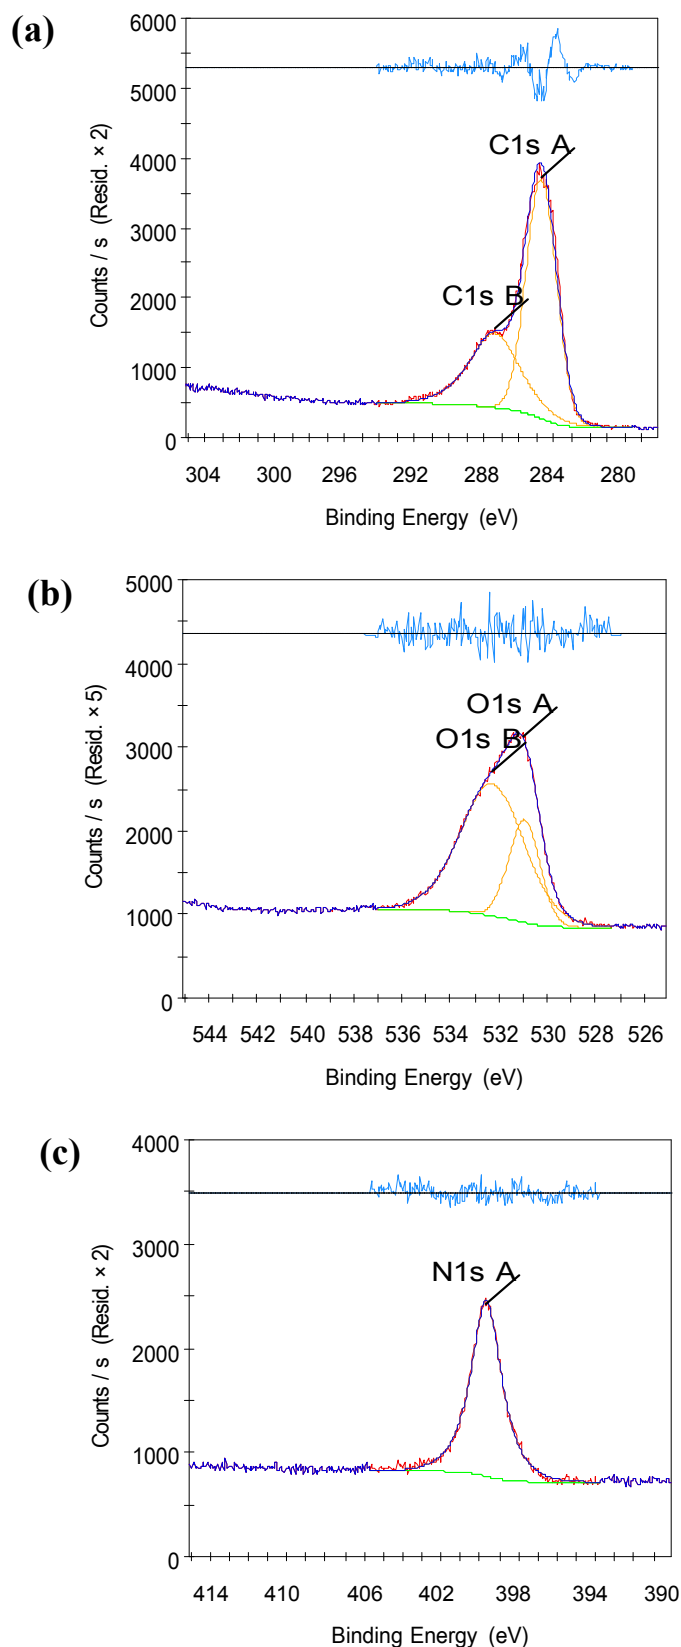 (a)
6000
5000
4000
3000
2000
1000
0
Counts / s (Resid. × 2)
C1s A
C1s B
304 300 296 292 288 284 280
Binding Energy (eV)
(b)
5000
4000
3000
2000
1000
0
Counts / s (Resid. × 5)
O1s A
O1s B
544 542 540 538 536 534 532 530 528 526
Binding Energy (eV)
(c)
4000
3000
2000
1000
0
Counts / s (Resid. × 2)
N1s A
414 410 406 402 398 394 390
Binding Energy (eV)